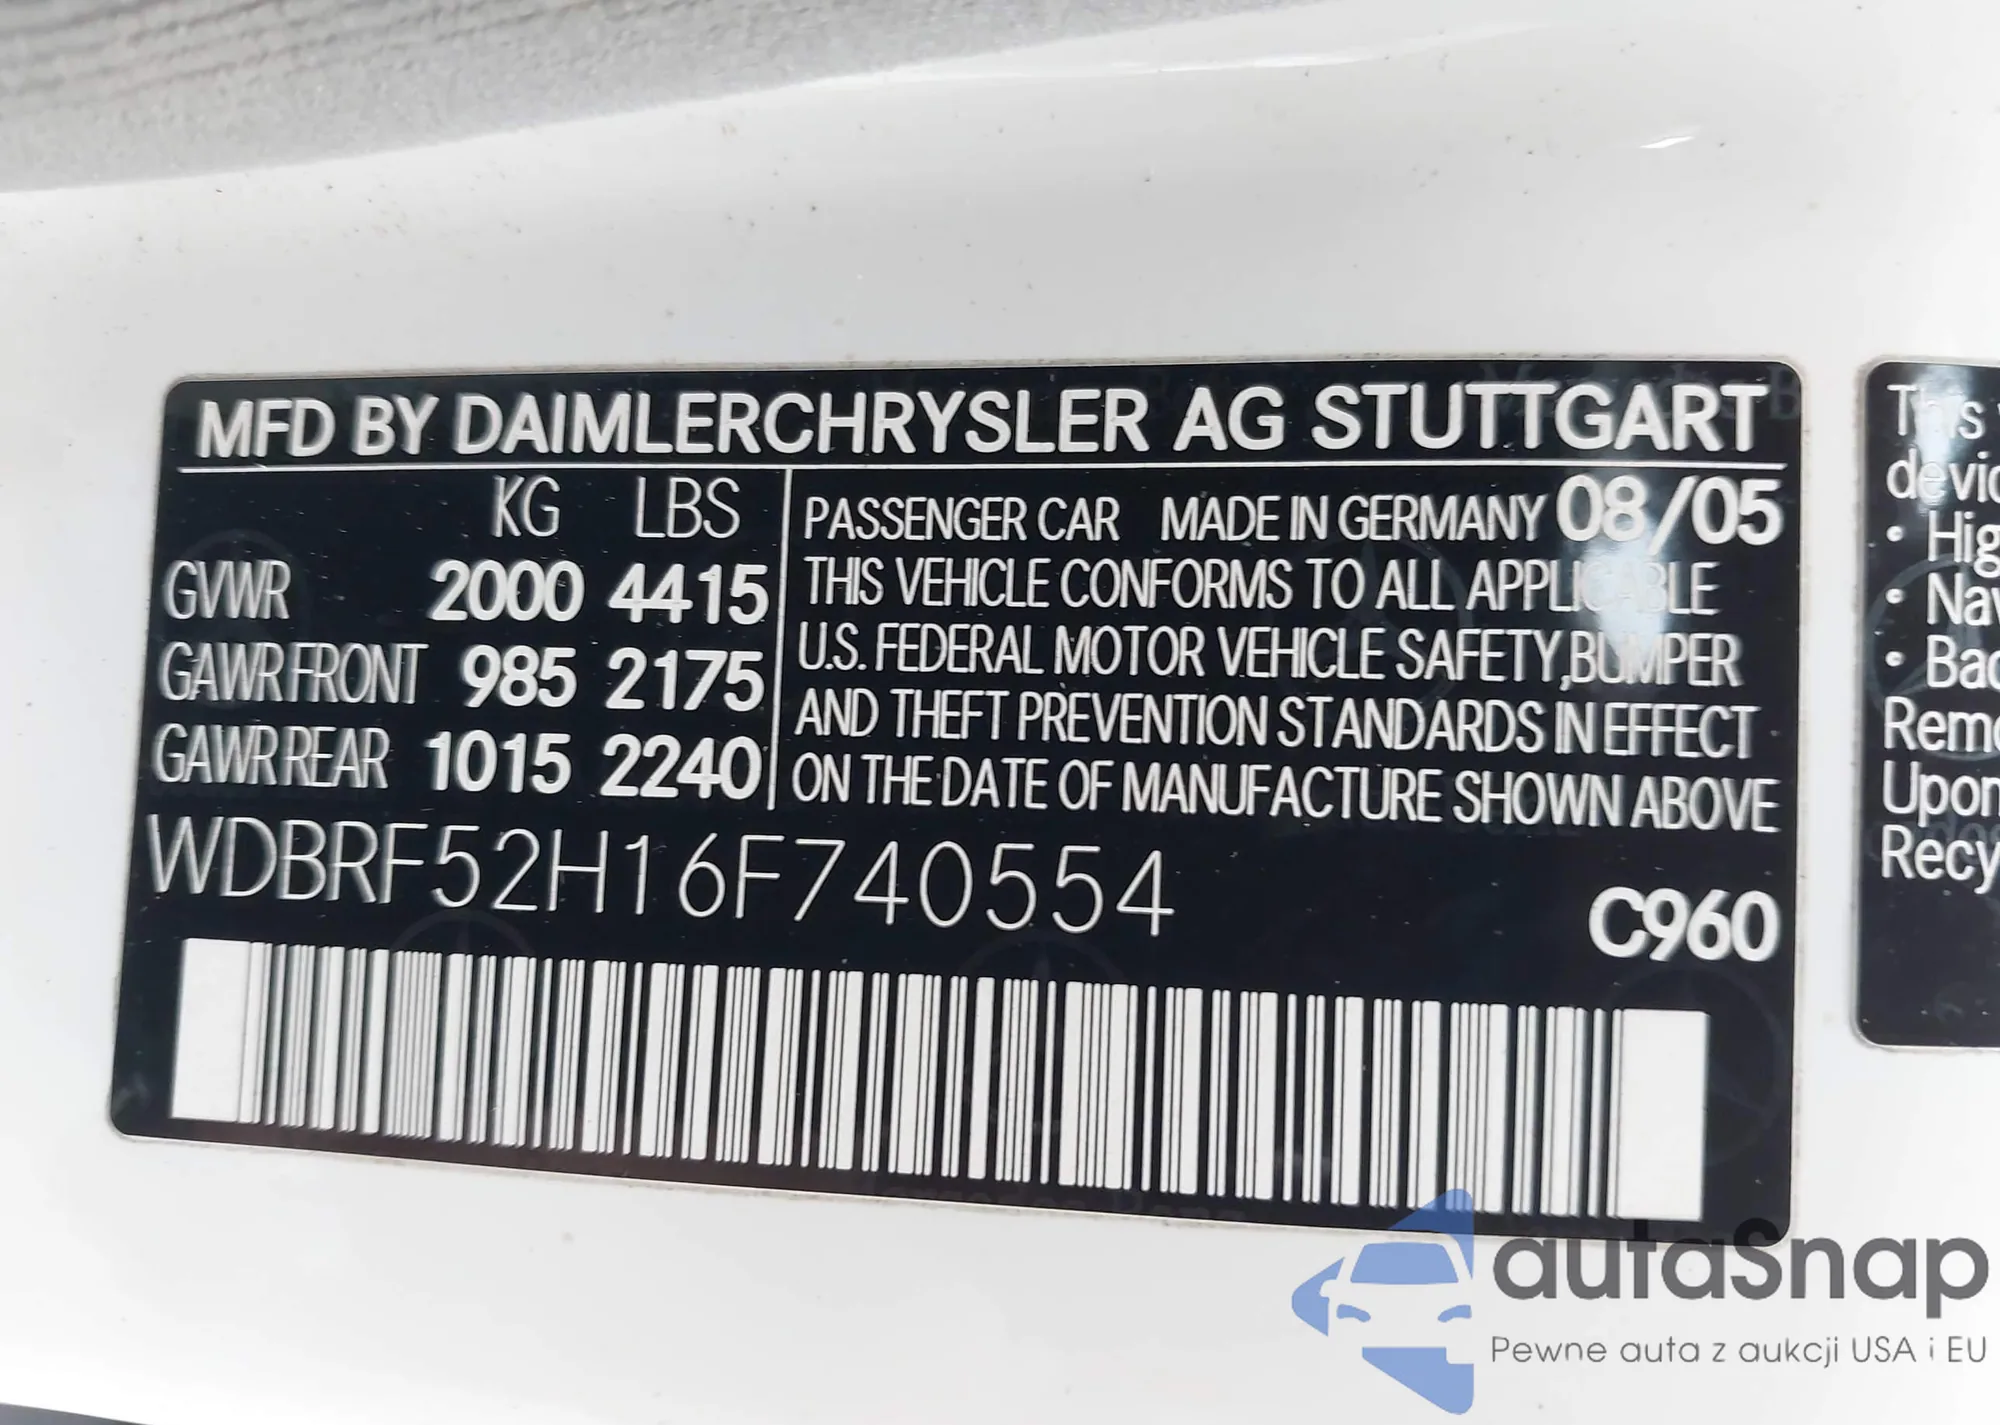 MFD BY DAIMLERCHRYSLER AG STUTTGART
KG LBS
GVWR 2000 4415
GAWR FRONT 985 2175
GAWR REAR 1015 2240
PASSENGER CAR MADE IN GERMANY 08/05
THIS VEHICLE CONFORMS TO ALL APPLICABLE
U.S. FEDERAL MOTOR VEHICLE SAFETY,BUMPER
AND THEFT PREVENTION STANDARDS IN EFFECT
ON THE DATE OF MANUFACTURE SHOWN ABOVE
WDBRF52H16F740554
C960
This
Upon
autaSnap
Pewne auta z aukcji USA i EU